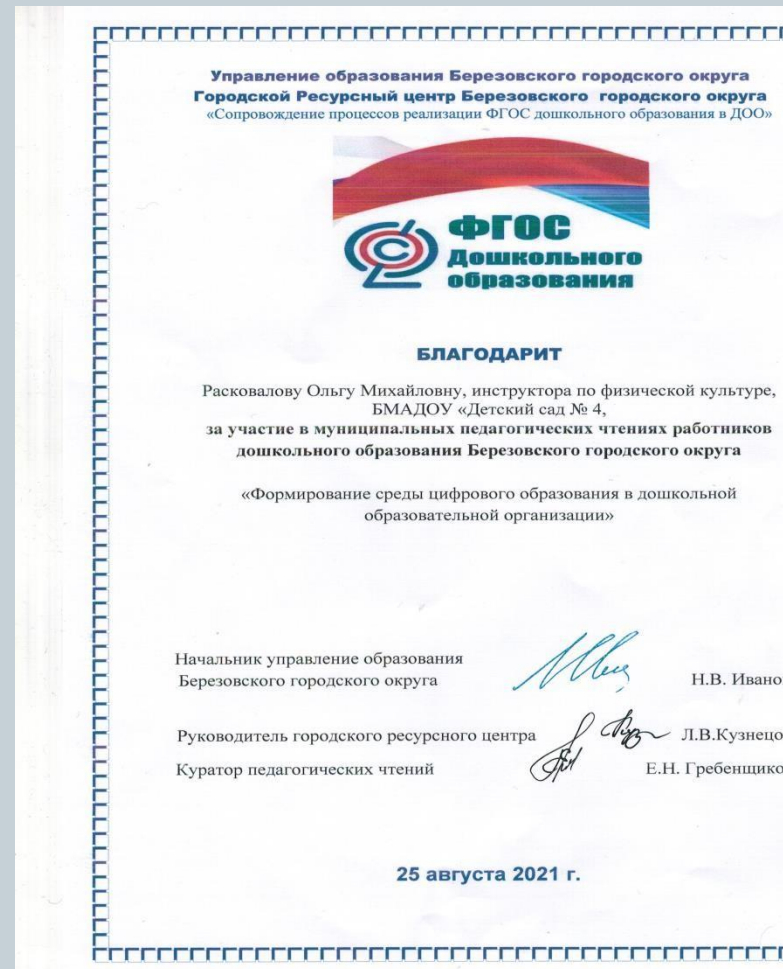 Управление образования Березовского городского округа
Городской Ресурсный центр Березовского городского округа
«Сопровождение процессов реализации ФГОС дошкольного образования в ДОО»
ФГОС
Дошкольного
образования
БЛАГОДАРИТ
Расковалову Ольгу Михайловну, инструктора по физической культуре,
БМАДОУ «Детский сад № 4,
за участие в муниципальных педагогических чтениях работников
дошкольного образования Березовского городского округа
«Формирование среды цифрового образования в дошкольной
образовательной организации»
Начальник управление образования
Березовского городского округа
Н.В. Ивано
Руководитель городского ресурсного центра
Л.В.Кузнецо
Куратор педагогических чтений
Е.Н. Гребенщико
25 августа 2021 г.